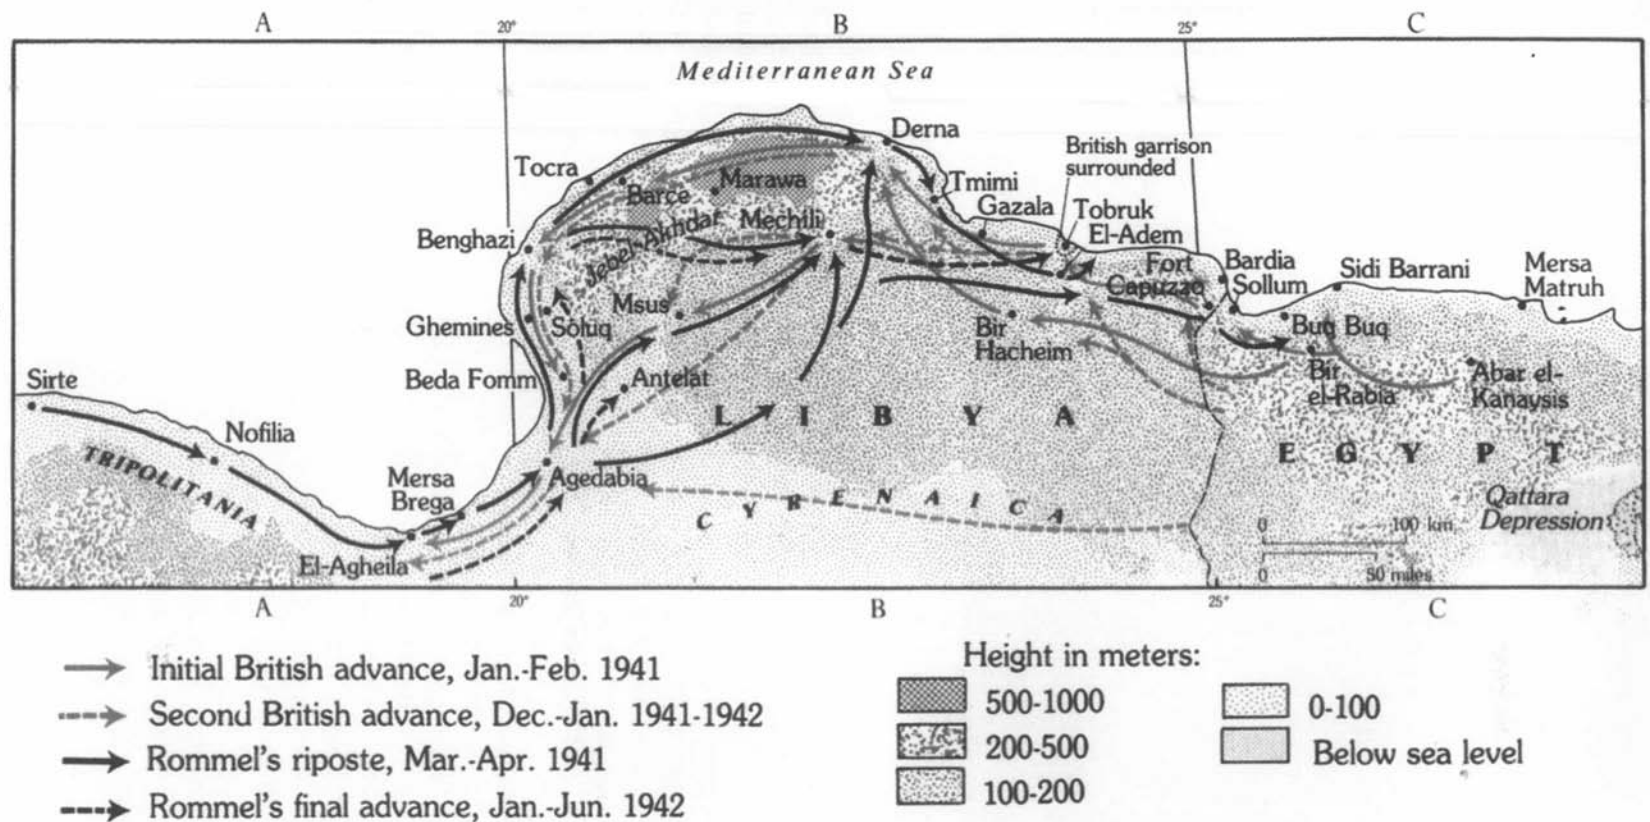 A B C
20° 25°
Mediterranean Sea
Derna
British garrison
surrounded
Tocra
Barce
Marawa
Tmimi
Gazala
Tobruk
El-Adem
Benghazi
Jebel-Akhdar
Mechili
Fort
Capuzzo
Bardia
Sollum
Sidi Barrani
Mersa
Matruh
Msus
Ghemines
Soluq
Bir
Hacheim
Buq Buq
Bir
el-Rabia
Abar el-
Kanaysis
Sirte
Beda Fomm
Antelat
LIBYA
EGYPT
Nofilia
TRIPOLITANIA
Mersa
Brega
Agedabia
CYRENAICA
Qattara
Depression
El-Agheila
0 100 km
0 50 miles
20° 25°
A B C
Initial British advance, Jan.-Feb. 1941
Second British advance, Dec.-Jan. 1941-1942
Rommel's riposte, Mar.-Apr. 1941
Rommel's final advance, Jan.-Jun. 1942
Height in meters:
500-1000
200-500
100-200
0-100
Below sea level